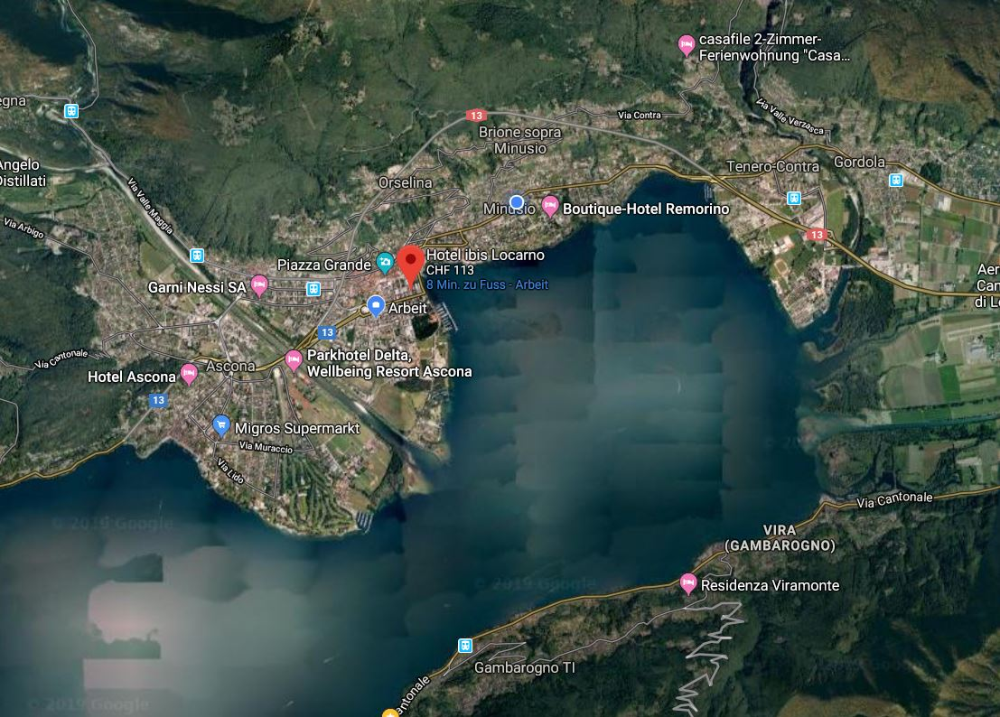 casafile 2-Zimmer-
Ferienwohnung "Casa...
egna
13
Via Contra
Via Valle Verzasca
Brione sopra
Minusio
Angelo
Distillati
Tenero-Contra
Gordola
Orselina
Via Valle Maggia
Minusio
Boutique-Hotel Remorino
Via Arbigo
13
Piazza Grande
Hotel ibis Locarno
CHF 113
8 Min. zu Fuss - Arbeit
Garni Nessi SA
Aer
Can
di Lo
Arbeit
13
Via Cantonale
Parkhotel Delta,
Wellbeing Resort Ascona
Hotel Ascona
Ascona
13
Migros Supermarkt
Via Muraccio
Via Lido
Via Cantonale
© 2019 Google
VIRA
(GAMBAROGNO)
© 2019 Google
Residenza Viramonte
Gambarogno TI
antonale
© 2019 Google